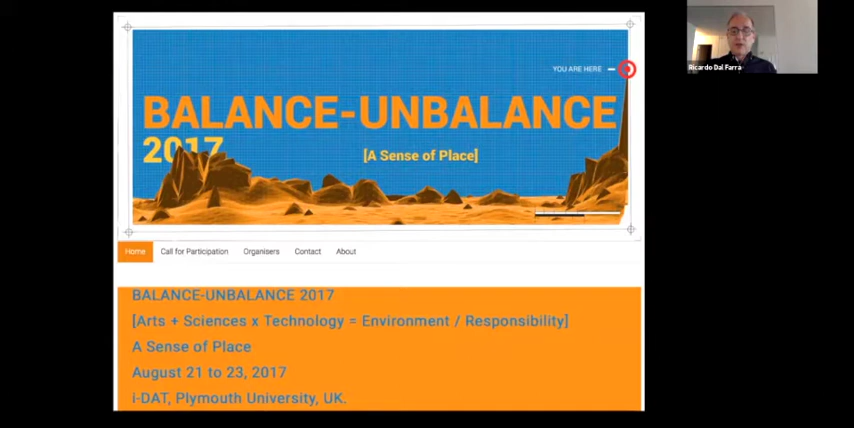 YOU ARE HERE
BALANCE-UNBALANCE
2017
[A Sense of Place]
Home Call for Participation Organisers Contact About
BALANCE-UNBALANCE 2017
[Arts + Sciences x Technology = Environment / Responsibility]
A Sense of Place
August 21 to 23, 2017
i-DAT, Plymouth University, UK.
Ricardo Dal Farra